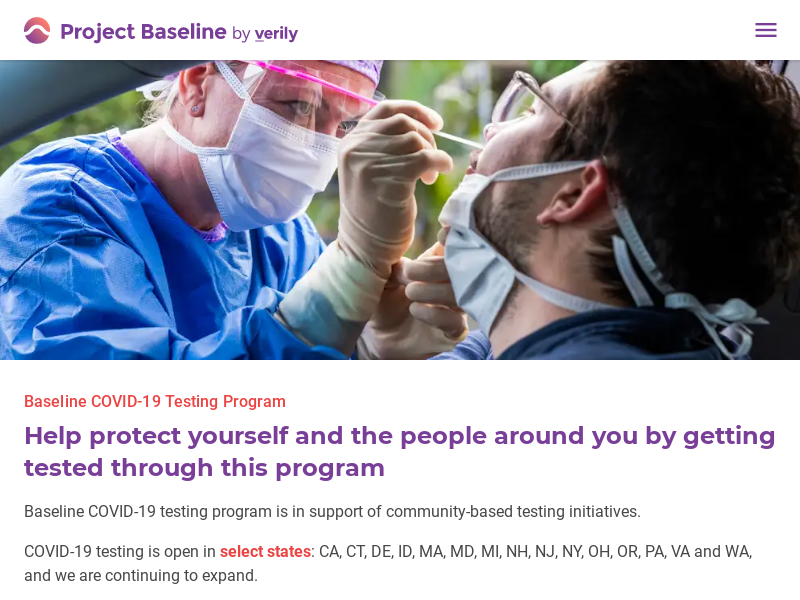 Project Baseline by verily
Baseline COVID-19 Testing Program
Help protect yourself and the people around you by getting
tested through this program
Baseline COVID-19 testing program is in support of community-based testing initiatives.
COVID-19 testing is open in select states: CA, CT, DE, ID, MA, MD, MI, NH, NJ, NY, OH, OR, PA, VA and WA,
and we are continuing to expand.